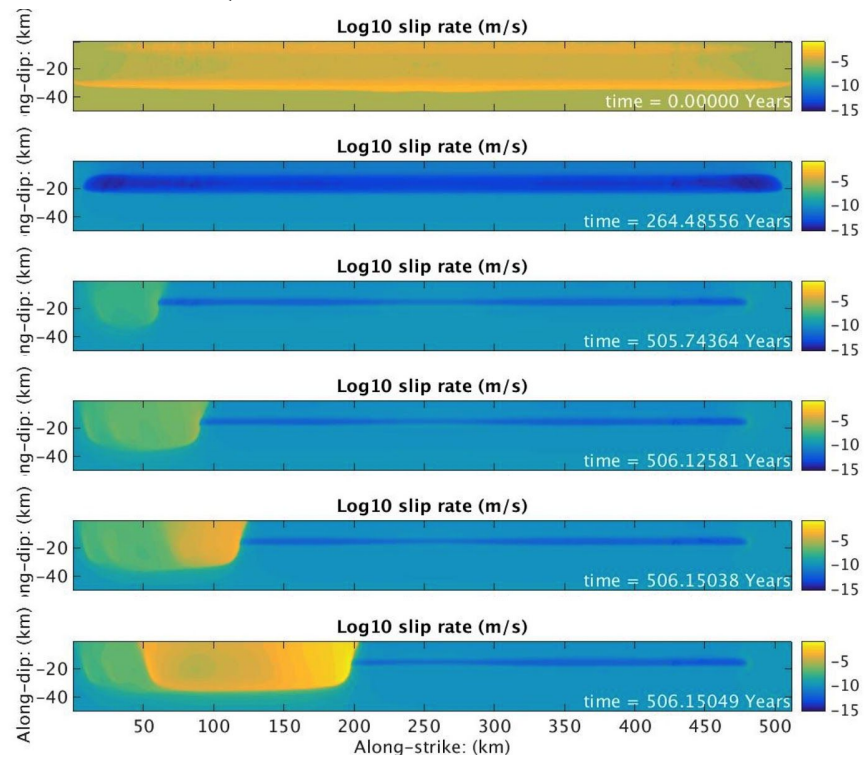 Log10 slip rate (m/s)
ng-dip: (km)
-20
-40
time = 0.00000 Years
-5
-10
-15
Log10 slip rate (m/s)
ng-dip: (km)
-20
-40
time = 264.48556 Years
-5
-10
-15
Log10 slip rate (m/s)
ng-dip: (km)
-20
-40
time = 505.74364 Years
-5
-10
-15
Log10 slip rate (m/s)
ng-dip: (km)
-20
-40
time = 506.12581 Years
-5
-10
-15
Log10 slip rate (m/s)
ng-dip: (km)
-20
-40
time = 506.15038 Years
-5
-10
-15
Log10 slip rate (m/s)
Along-dip: (km)
-20
-40
time = 506.15049 Years
-5
-10
-15
50 100 150 200 250 300 350 400 450 500
Along-strike: (km)